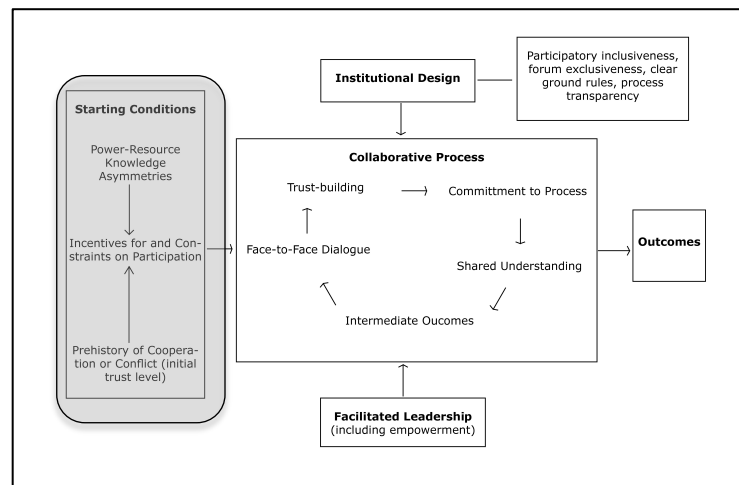 Institutional Design
Participatory inclusiveness,
forum exclusiveness, clear
ground rules, process
transparency
Starting Conditions
Power-Resource
Knowledge
Asymmetries
Incentives for and Con-
straints on Participation
Prehistory of Coopera-
tion or Conflict (initial
trust level)
Collaborative Process
Trust-building
Committment to Process
Face-to-Face Dialogue
Shared Understanding
Intermediate Oucomes
Outcomes
Facilitated Leadership
(including empowerment)